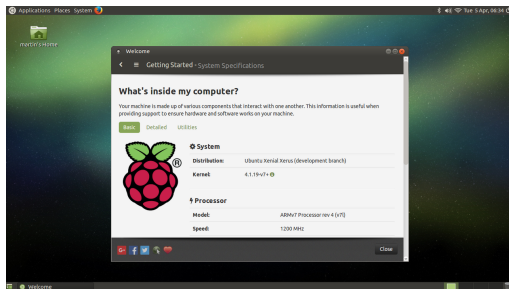 Applications Places System Tue 5 Apr, 06:34
martin's Home
Welcome
Getting Started - System Specifications
What's inside my computer?
Your machine is made up of various components that interact with one another. This information is useful when
providing support to ensure hardware and software works on your machine.
Basic Detailed Utilities
System
Distribution: Ubuntu Xenial Xerus (development branch)
Kernel: 4.1.19-v7+
®
Processor
Model: ARMv7 Processor rev 4 (v7l)
Speed: 1200 MHz
G+ f Close
Welcome